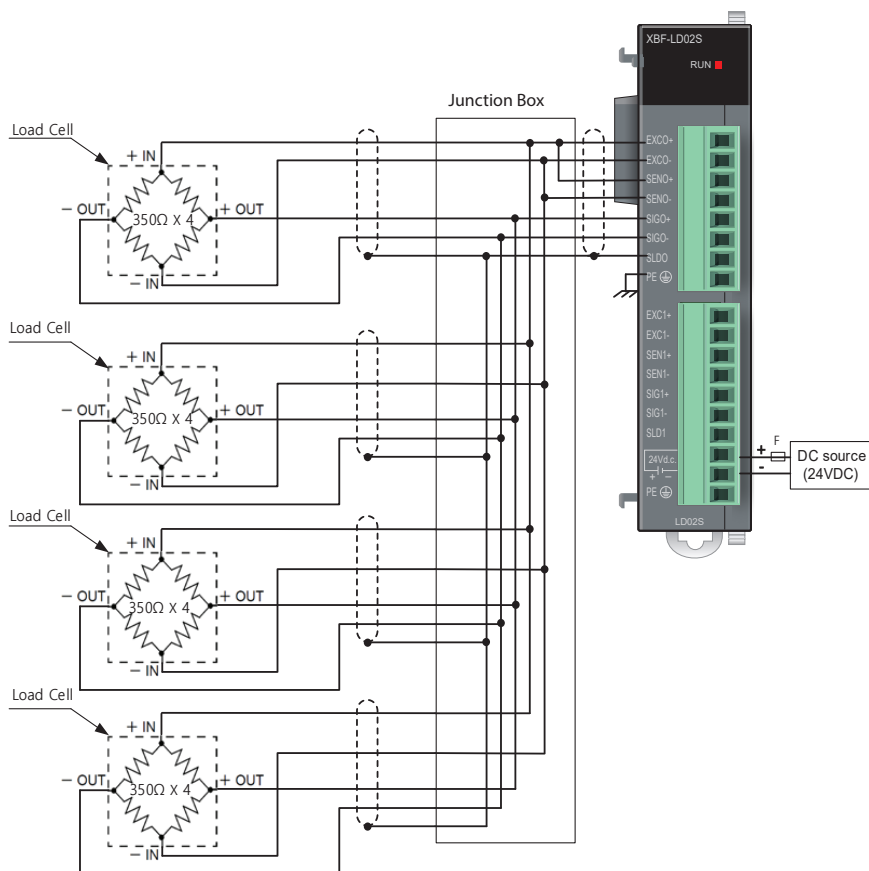 XBF-LD02S
RUN
Junction Box
Load Cell
+ IN
EXC0+
EXC0-
SEN0+
SEN0-
SIG0+
SIG0-
SLD0
PE
− OUT
350Ω X 4
+ OUT
− IN
Load Cell
+ IN
− OUT
350Ω X 4
+ OUT
− IN
EXC1+
EXC1-
SEN1+
SEN1-
SIG1+
SIG1-
SLD1
24Vd.c.
+ −
PE
LD02S
+
-
F
DC source
(24VDC)
Load Cell
+ IN
− OUT
350Ω X 4
+ OUT
− IN
Load Cell
+ IN
− OUT
350Ω X 4
+ OUT
− IN